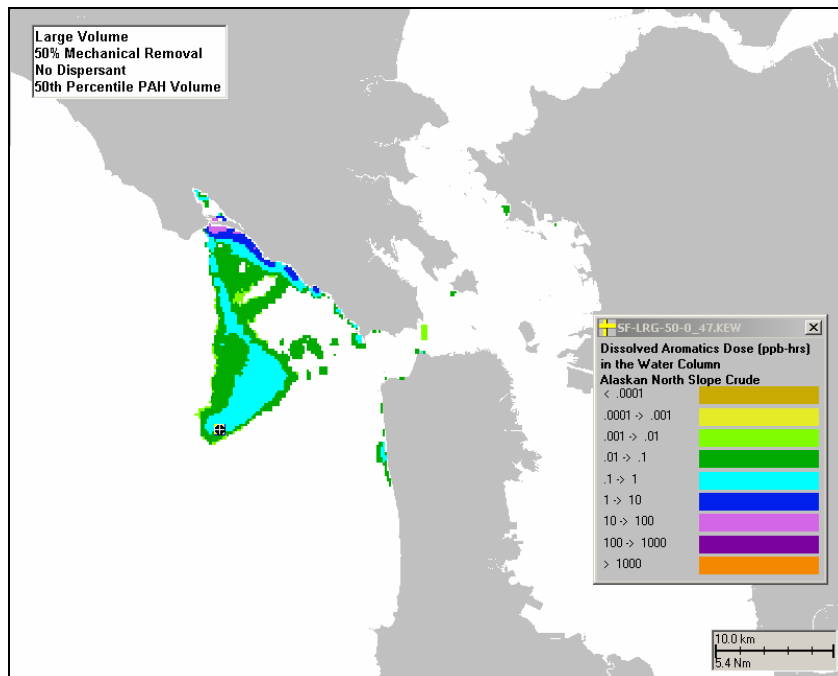 Large Volume
50% Mechanical Removal
No Dispersant
50th Percentile PAH Volume
SF-LRG-50-0_47.KEW
Dissolved Aromatics Dose (ppb-hrs)
in the Water Column
Alaskan North Slope Crude
< .0001
.0001 -> .001
.001 -> .01
.01 -> .1
.1 -> 1
1 -> 10
10 -> 100
100 -> 1000
> 1000
10.0 km
5.4 Nm